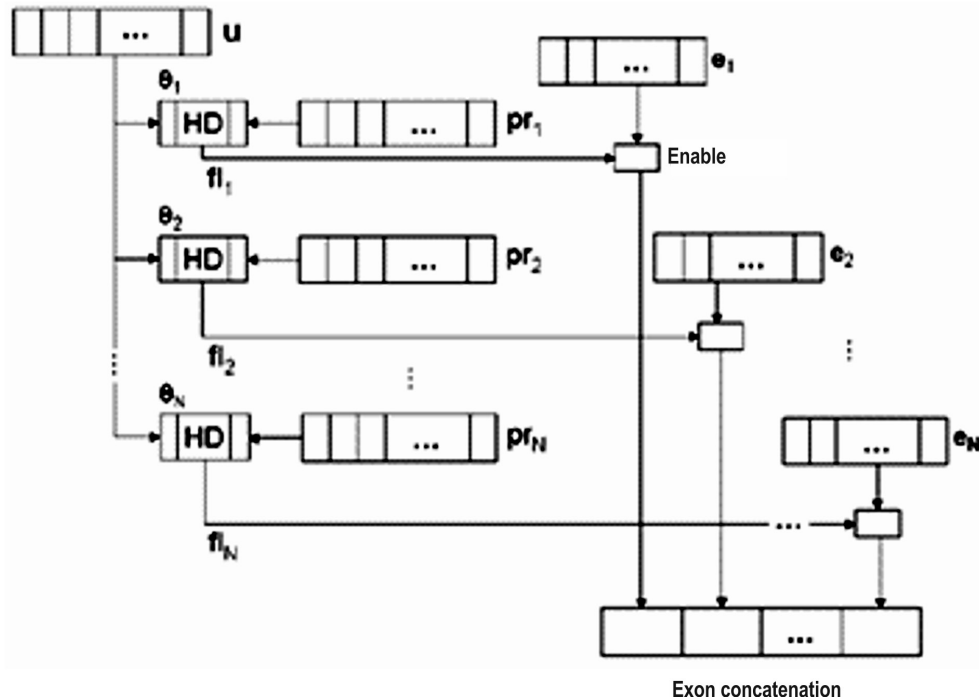 ... u
θ₁
HD
... pr₁
... e₁
Enable
fl₁
θ₂
HD
... pr₂
... e₂
fl₂
θN
HD
... prN
... eN
flN
...
...
Exon concatenation